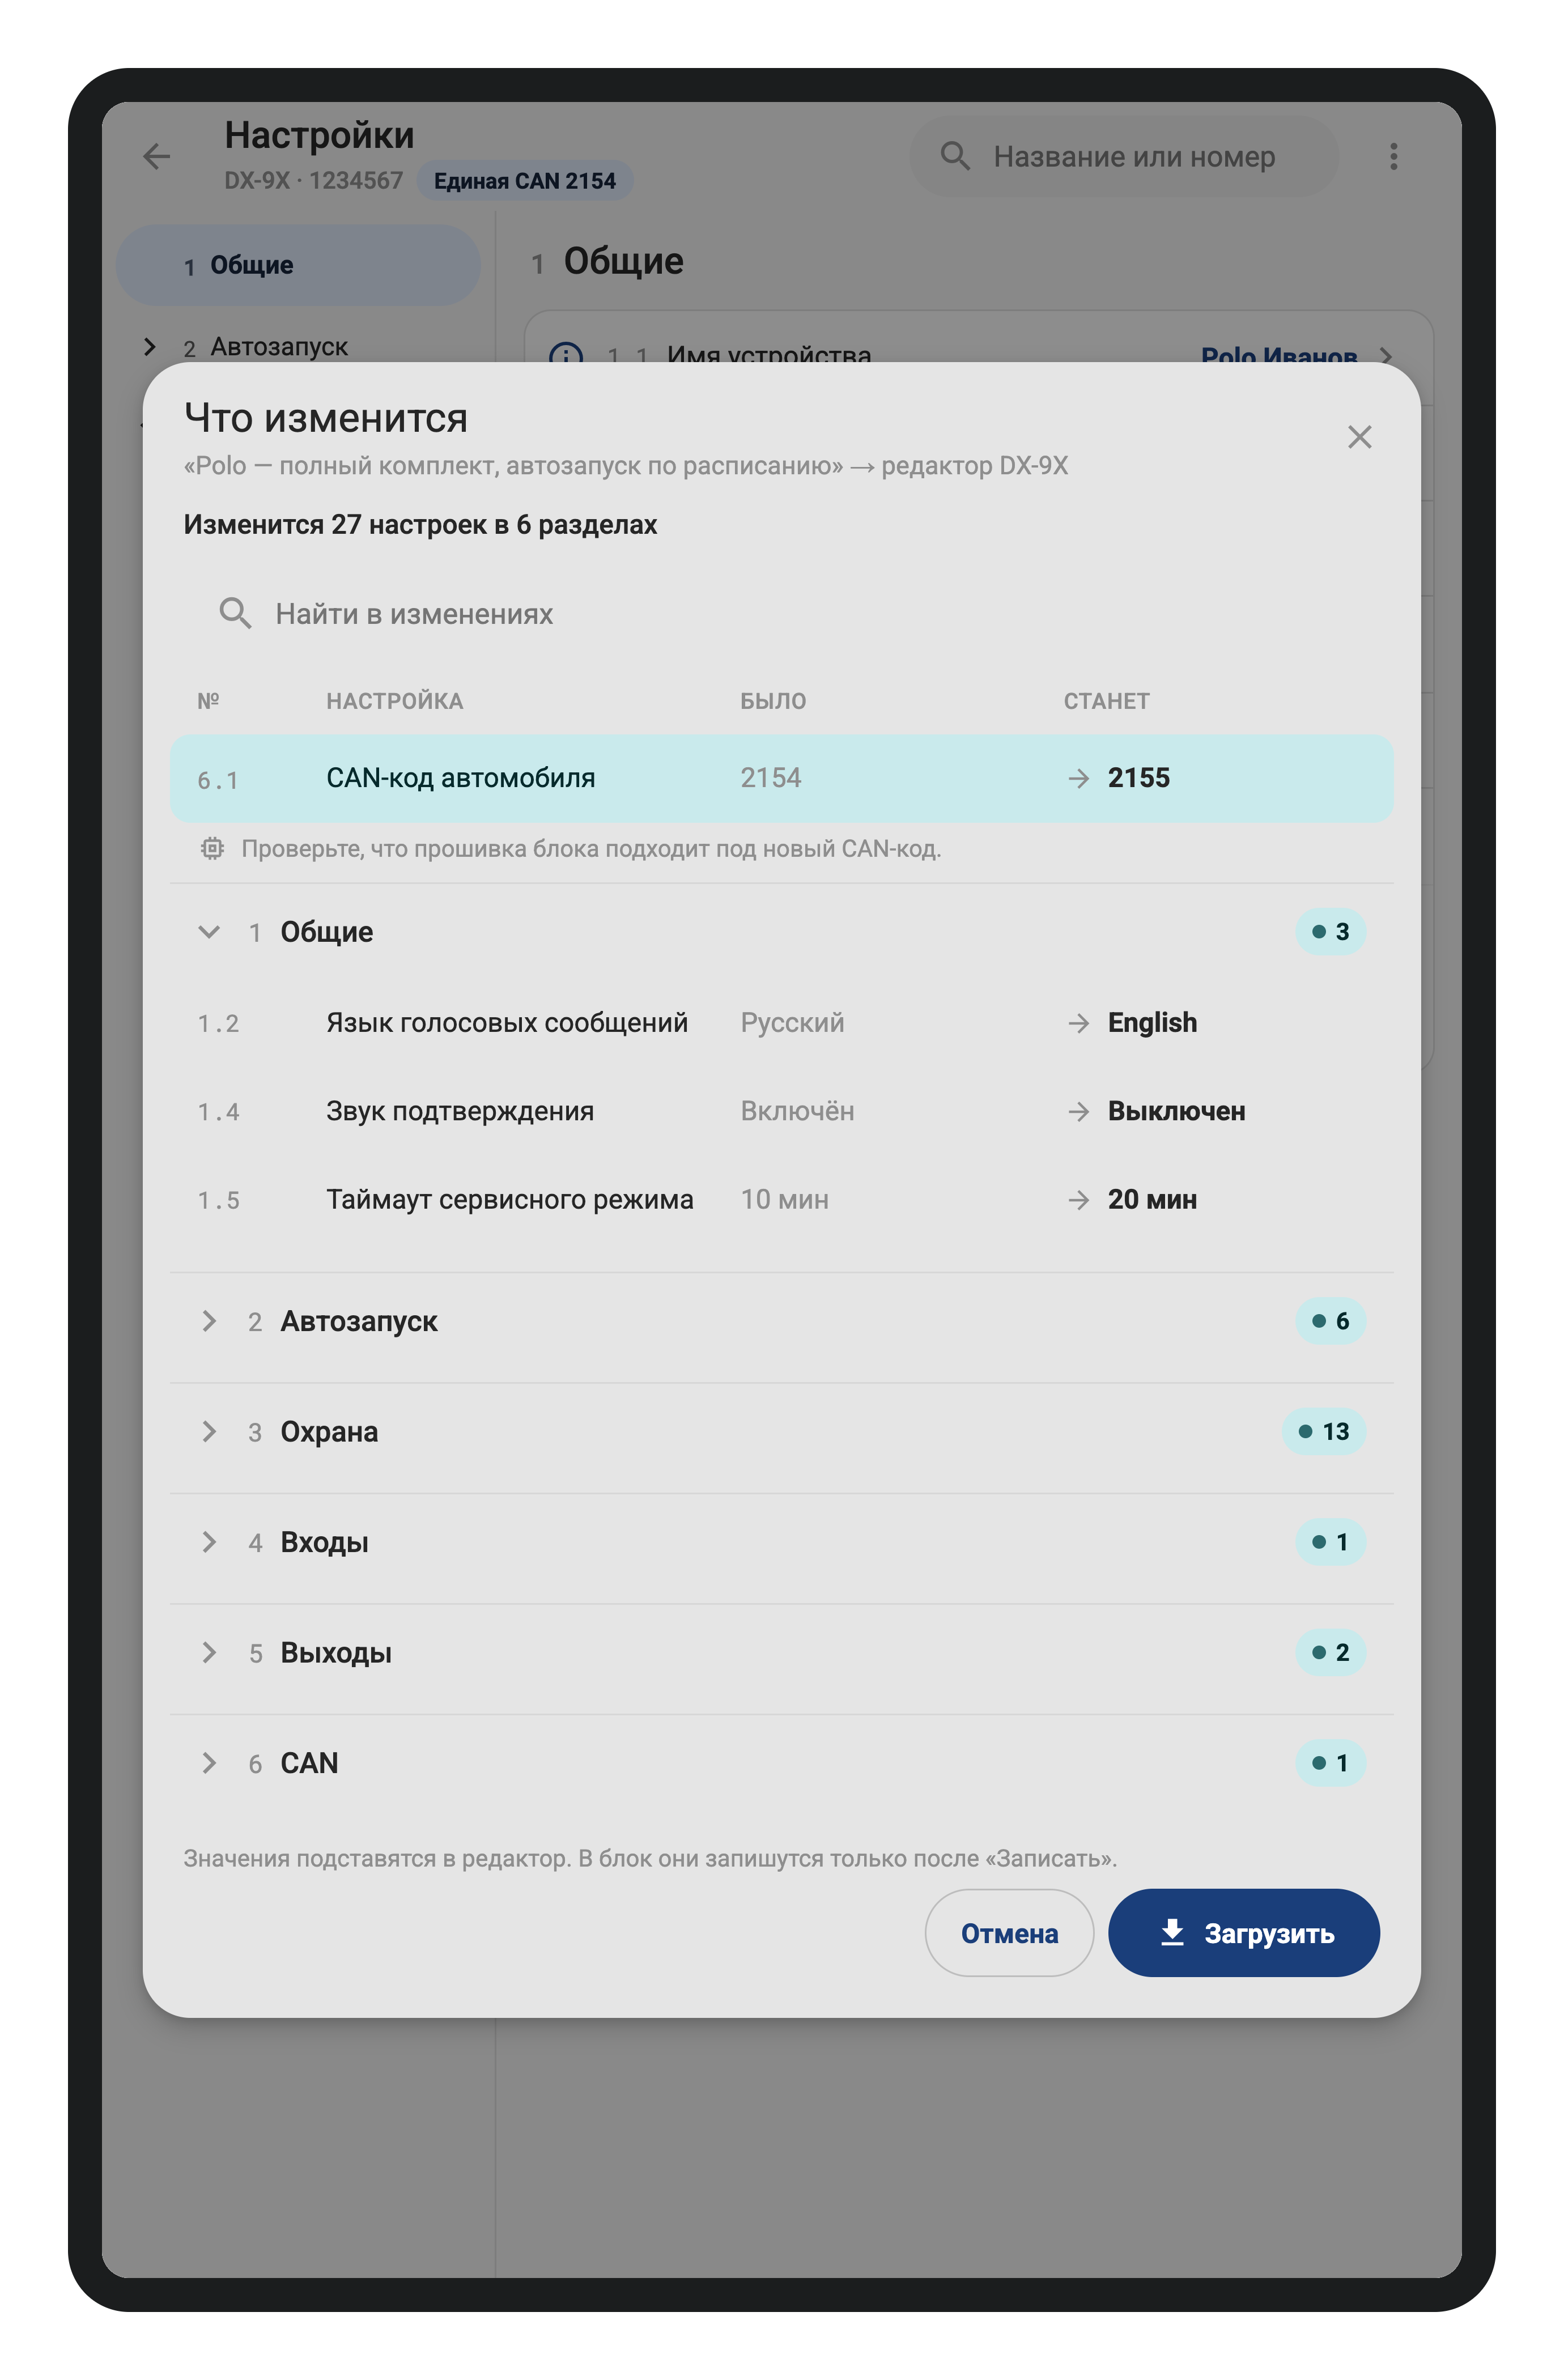 Настройки
DX-9X · 1234567 Единая CAN 2154
Название или номер
1 Общие
1 Общие
2 Автозапуск
1.1 Имя устройства Polo Иванов
Что изменится
«Polo — полный комплект, автозапуск по расписанию» → редактор DX-9X
Изменится 27 настроек в 6 разделах
Найти в изменениях
№ НАСТРОЙКА БЫЛО СТАНЕТ
6.1 CAN-код автомобиля 2154 → 2155
Проверьте, что прошивка блока подходит под новый CAN-код.
1 Общие 3
1.2 Язык голосовых сообщений Русский → English
1.4 Звук подтверждения Включён → Выключен
1.5 Таймаут сервисного режима 10 мин → 20 мин
2 Автозапуск 6
3 Охрана 13
4 Входы 1
5 Выходы 2
6 CAN 1
Значения подставятся в редактор. В блок они запишутся только после «Записать».
Отмена Загрузить